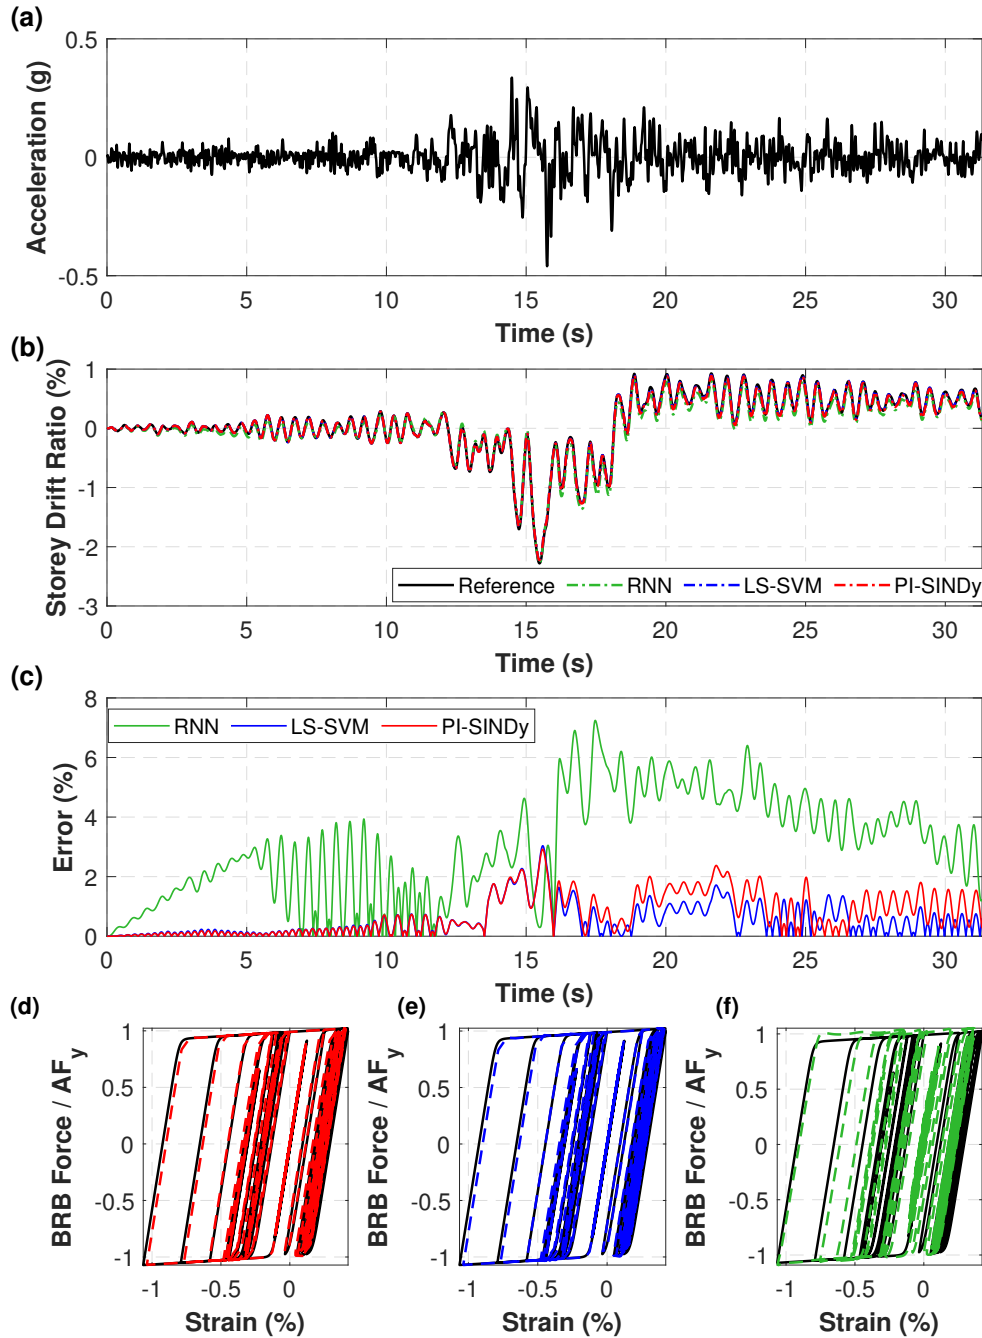 (a)
0.5
0
-0.5
Acceleration (g)
0 5 10 15 20 25 30
Time (s)
(b)
1
0
-1
-2
-3
Storey Drift Ratio (%)
Reference RNN LS-SVM PI-SINDy
0 5 10 15 20 25 30
Time (s)
(c)
8
6
4
2
0
Error (%)
RNN LS-SVM PI-SINDy
0 5 10 15 20 25 30
Time (s)
(d) (e) (f)
1 1 1
0.5 0.5 0.5
0 0 0
-0.5 -0.5 -0.5
-1 -1 -1
BRB Force / AFy BRB Force / AFy BRB Force / AFy
-1 -0.5 0 -1 -0.5 0 -1 -0.5 0
Strain (%) Strain (%) Strain (%)